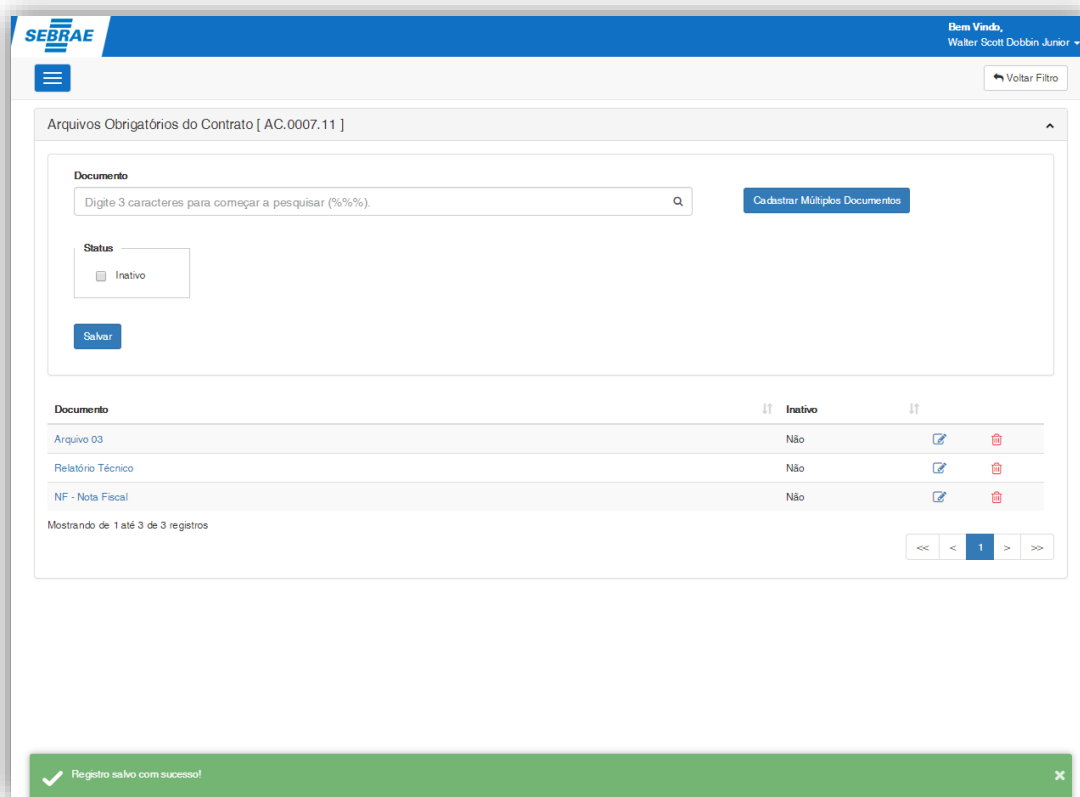 SEBRAE
Bem Vindo,
Walter Scott Dobbin Junior
Voltar Filtro
Arquivos Obrigatórios do Contrato [ AC.0007.11 ]
Documento
Digite 3 caracteres para começar a pesquisar (%%%).
Cadastrar Múltiplos Documentos
Status
Inativo
Salvar
Documento Inativo
Arquivo 03 Não
Relatório Técnico Não
NF - Nota Fiscal Não
Mostrando de 1 até 3 de 3 registros
<< < 1 > >>
Registro salvo com sucesso!